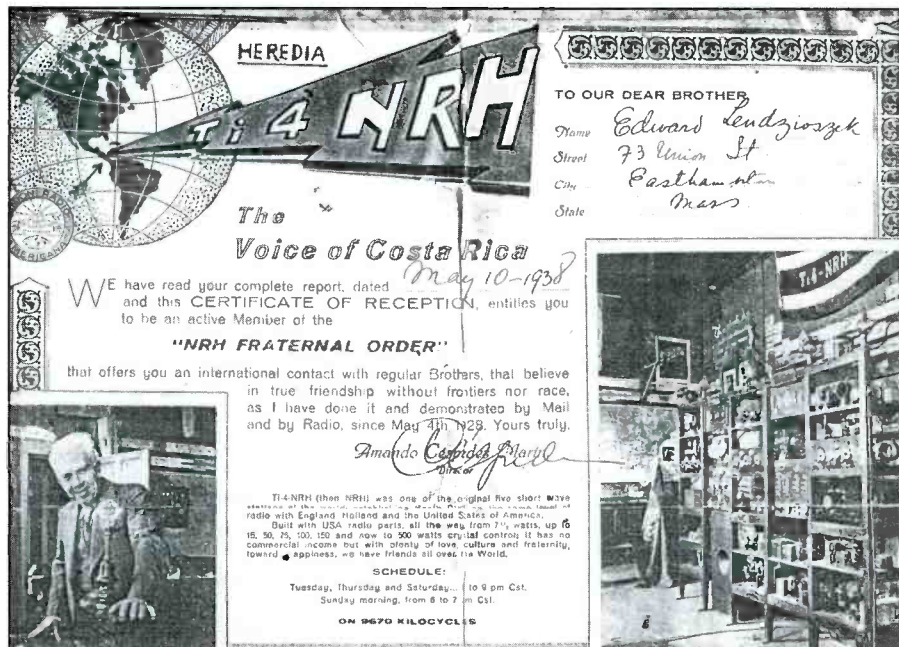 HEREDIA
Ti4 NRH
The
Voice of Costa Rica
TO OUR DEAR BROTHER
Name Edward Lendzioszek
Street 73 Union St
City Easthampton
State Mass
WE have read your complete report, dated May 10-1938
and this CERTIFICATE OF RECEPTION, entitles you
to be an active Member of the
"NRH FRATERNAL ORDER"
that offers you an international contact with regular Brothers, that believe
in true friendship without frontiers nor race,
as I have done it and demonstrated by Mail
and by Radio, since May 4th 1928. Yours truly,
Amando Céspedes Marín
Director
Ti-4-NRH (then NRH) was one of the original five short wave
radio with England Holland and the United States of America.
Built with USA radio parts, all the way from 7½ watts, up to
15, 50, 75, 100, 150 and now to 500 watts crystal control; it has no
commercial income but with plenty of love, culture and fraternity,
toward appiness, we have friends all over the World.
SCHEDULE:
Tuesday, Thursday and Saturday... to 9 pm Cst.
Sunday morning, from 6 to 7 m Cst.
ON 9670 KILOCYCLES
Ti-4-NRH